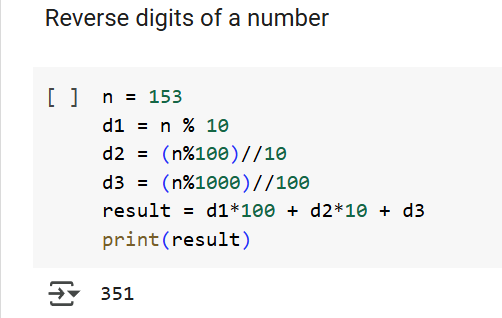 Reverse digits of a number
[ ] n = 153
d1 = n % 10
d2 = (n%100)//10
d3 = (n%1000)//100
result = d1*100 + d2*10 + d3
print(result)
351